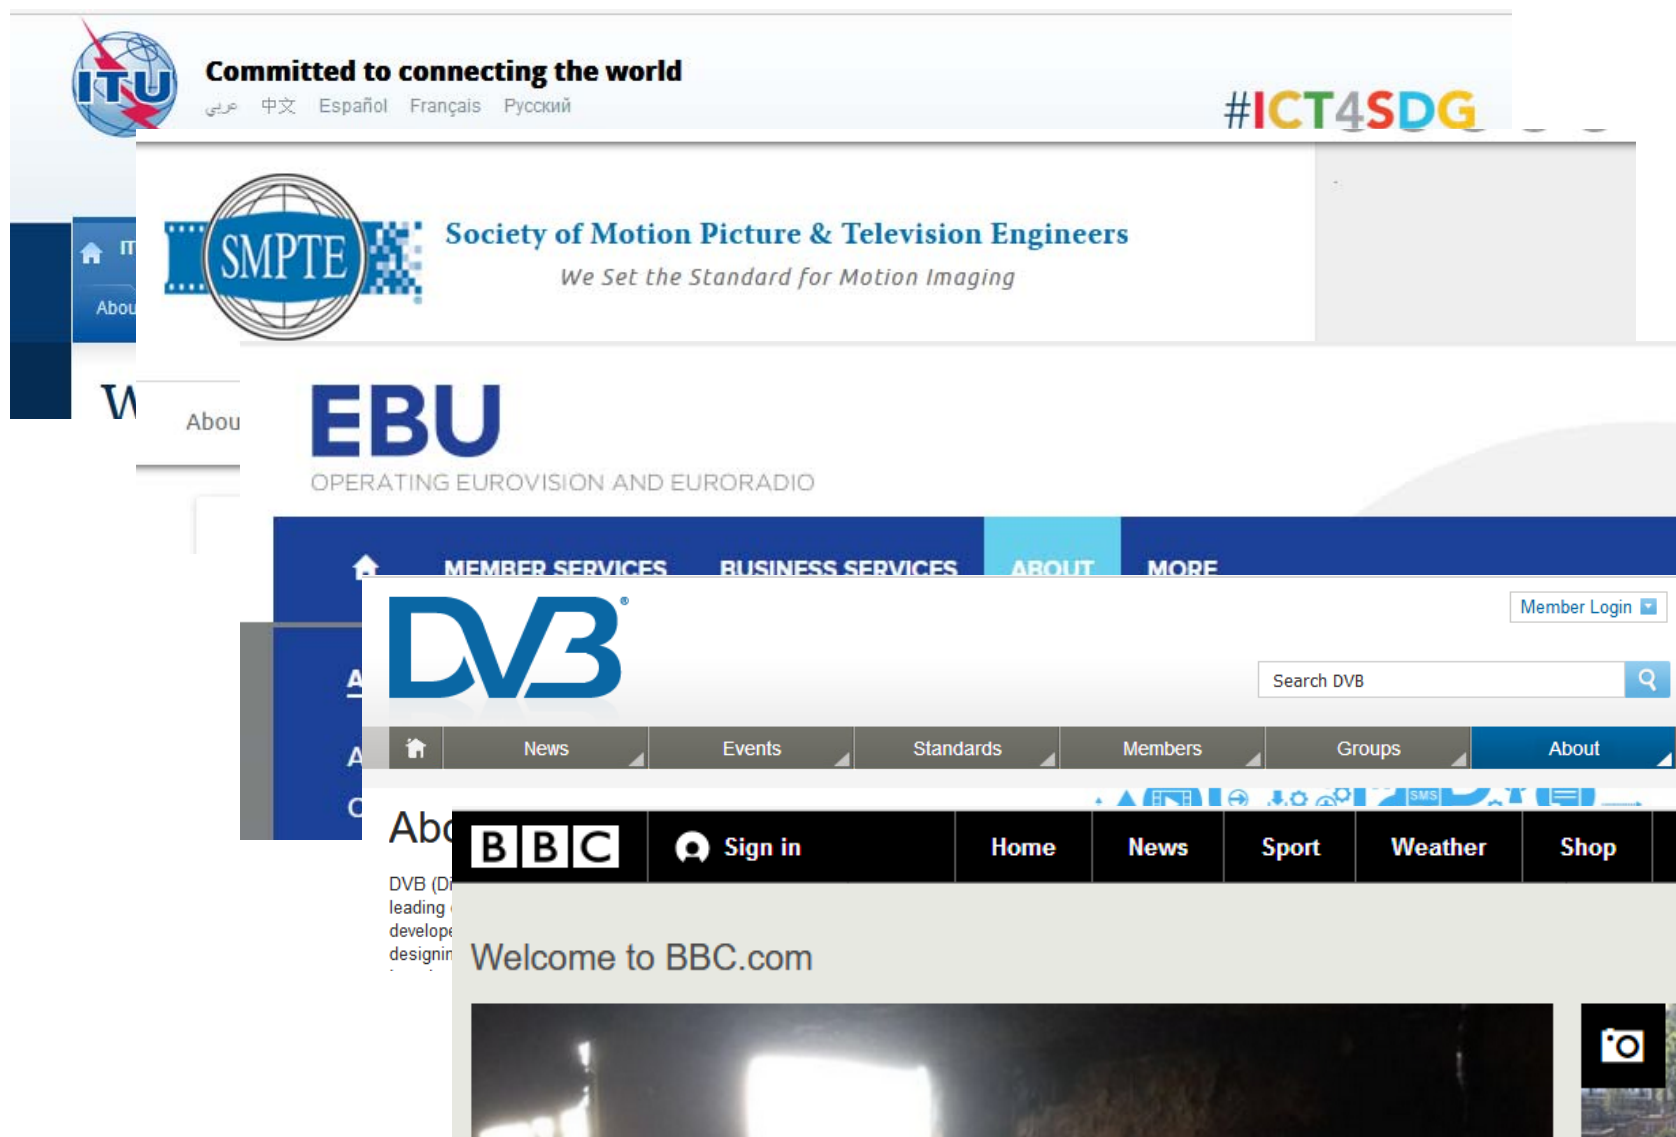 ITU
Committed to connecting the world
عربي 中文 Español Français Русский
#ICT4SDG
SMPTE
Society of Motion Picture & Television Engineers
We Set the Standard for Motion Imaging
EBU
OPERATING EUROVISION AND EURORADIO
MEMBER SERVICES BUSINESS SERVICES ABOUT MORE
DVB®
Member Login
Search DVB
News Events Standards Members Groups About
SMS
BBC Sign in Home News Sport Weather Shop
DVB
leading
Welcome to BBC.com